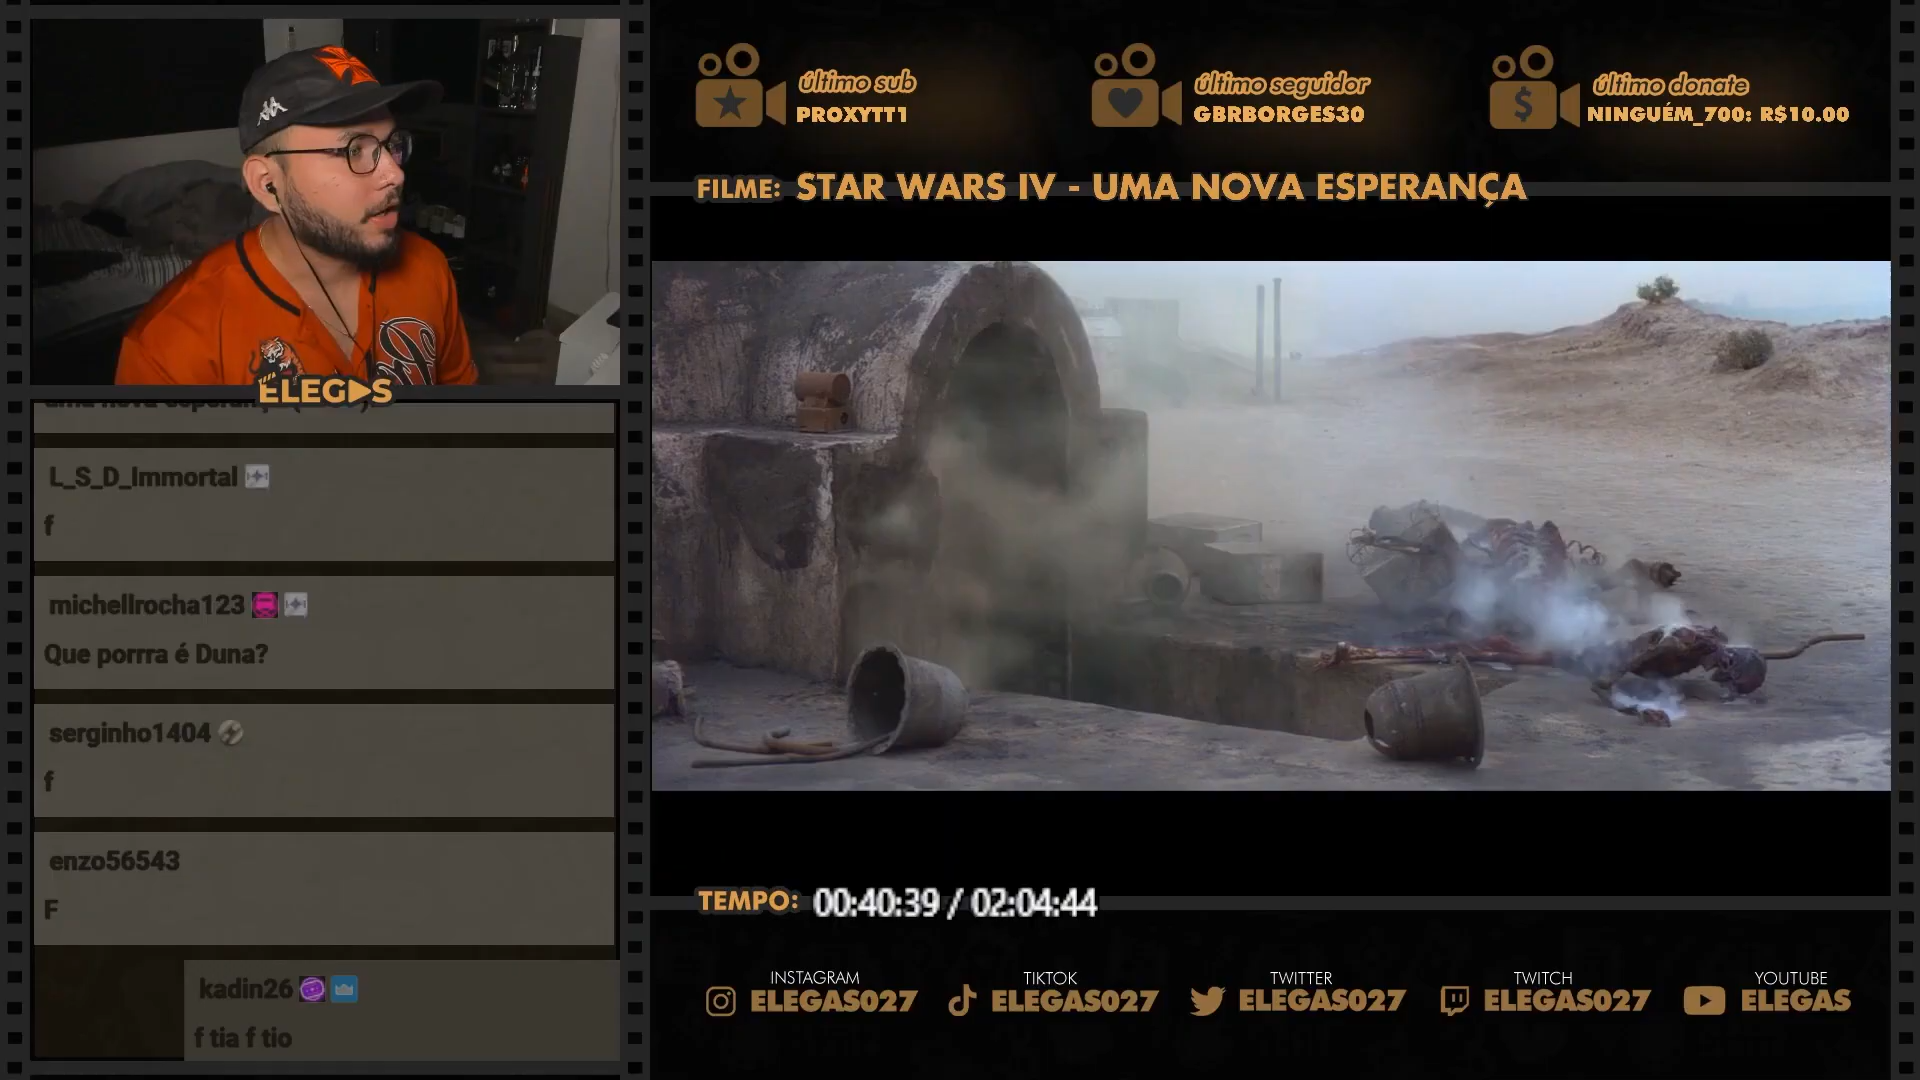 último sub
PROXYTT1
último seguidor
GBRBORGES30
último donate
NINGUÉM_700: R$10.00
FILME: STAR WARS IV - UMA NOVA ESPERANÇA
ELEGAS
L_S_D_Immortal
f
michellrocha123
Que porrra é Duna?
serginho1404
f
enzo56543
F
kadin26
f tia f tio
TEMPO: 00:40:39 / 02:04:44
INSTAGRAM
ELEGAS027
TIKTOK
ELEGAS027
TWITTER
ELEGAS027
TWITCH
ELEGAS027
YOUTUBE
ELEGAS